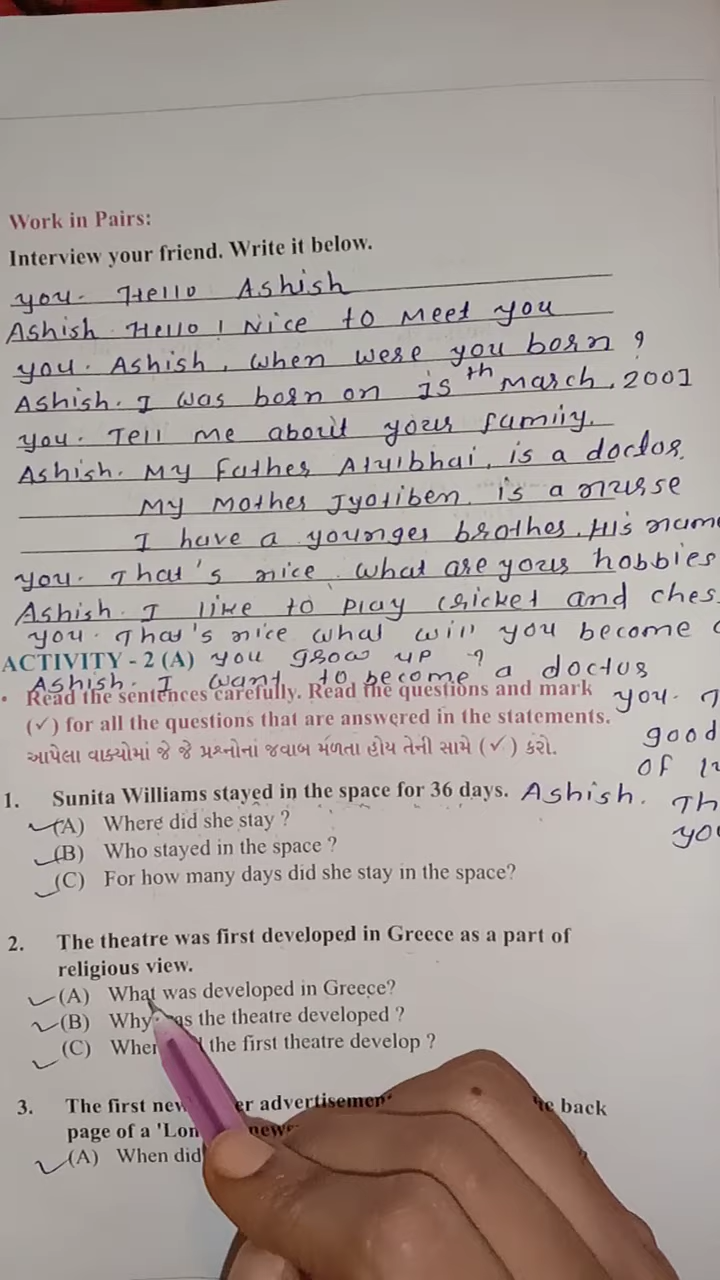 Work in Pairs:
Interview your friend. Write it below.
you. Hello Ashish
Ashish. Hello! Nice to meet you
you. Ashish, when were you born ?
Ashish. I was born on 15th March, 2001
you. Tell me about your family.
Ashish. My father Atulbhai, is a doctor.
My mother Jyotiben is a nurse
I have a younger brother. His name
you. That's nice. what are your hobbies
Ashish. I like to play cricket and ches
you. That's nice what will you become
ACTIVITY - 2 (A) you grow up ?
Ashish. I want to become a doctor
• Read the sentences carefully. Read the questions and mark you.
(✓) for all the questions that are answered in the statements. good
આપેલા વાક્યોમાં જે જે પ્રશ્નોનાં જવાબ મળતા હોય તેની સામે (✓) કરો. of
1. Sunita Williams stayed in the space for 36 days. Ashish. Th
(A) Where did she stay ? you
(B) Who stayed in the space ?
(C) For how many days did she stay in the space?
2. The theatre was first developed in Greece as a part of
religious view.
(A) What was developed in Greece?
(B) Why was the theatre developed ?
(C) Where did the first theatre develop ?
3. The first newspaper advertisement back
page of a 'London news
(A) When did